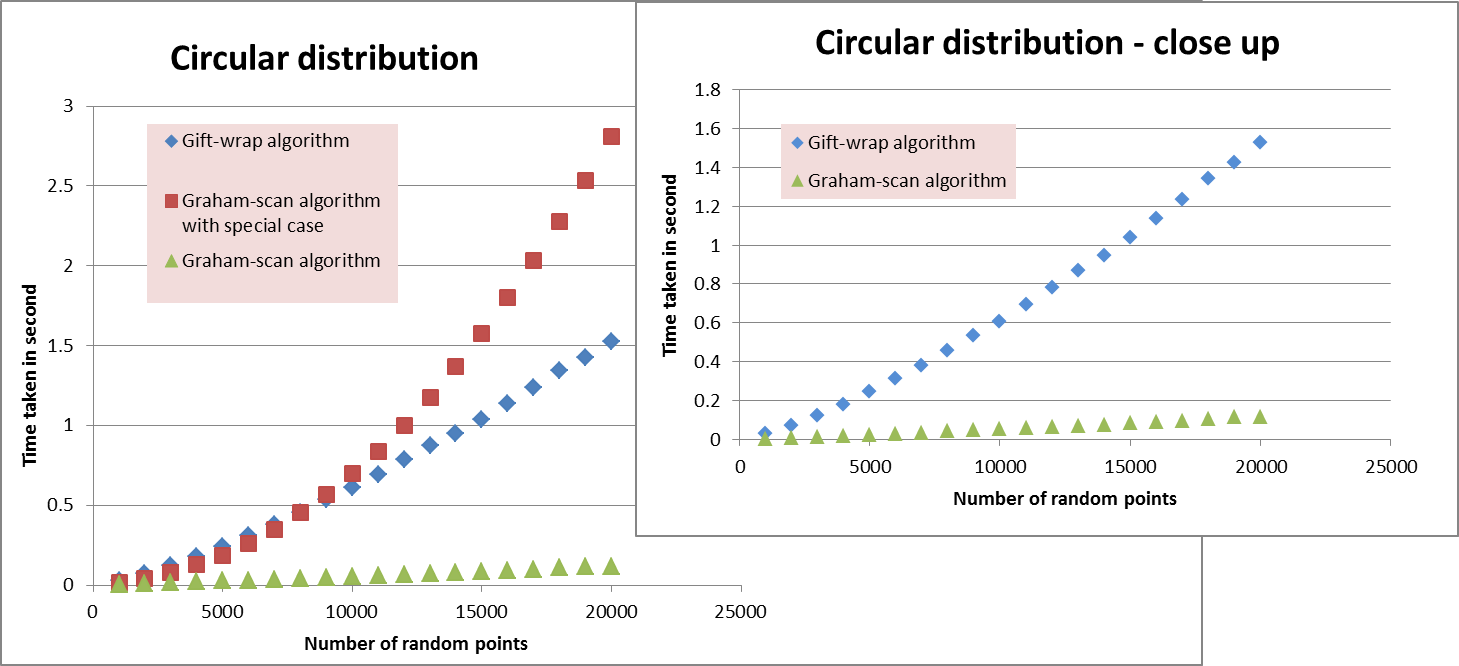 Circular distribution
3
2.5
2
1.5
1
0.5
0
Time taken in second
Gift-wrap algorithm
Graham-scan algorithm
with special case
Graham-scan algorithm
0 5000 10000 15000 20000 25000
Number of random points
Circular distribution - close up
1.8
1.6
1.4
1.2
1
0.8
0.6
0.4
0.2
0
Time taken in second
Gift-wrap algorithm
Graham-scan algorithm
0 5000 10000 15000 20000 25000
Number of random points